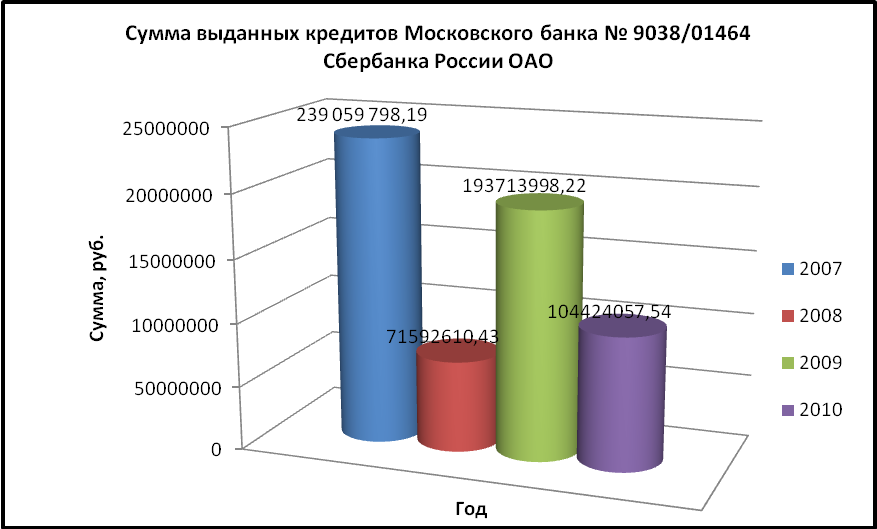 Сумма выданных кредитов Московского банка № 9038/01464
Сбербанка России ОАО
239 059 798,19
25000000
193713998,22
20000000
15000000
2007
104424057,54
2008
10000000
71592610,43
2009
50000000
2010
0
Сумма, руб.
Год